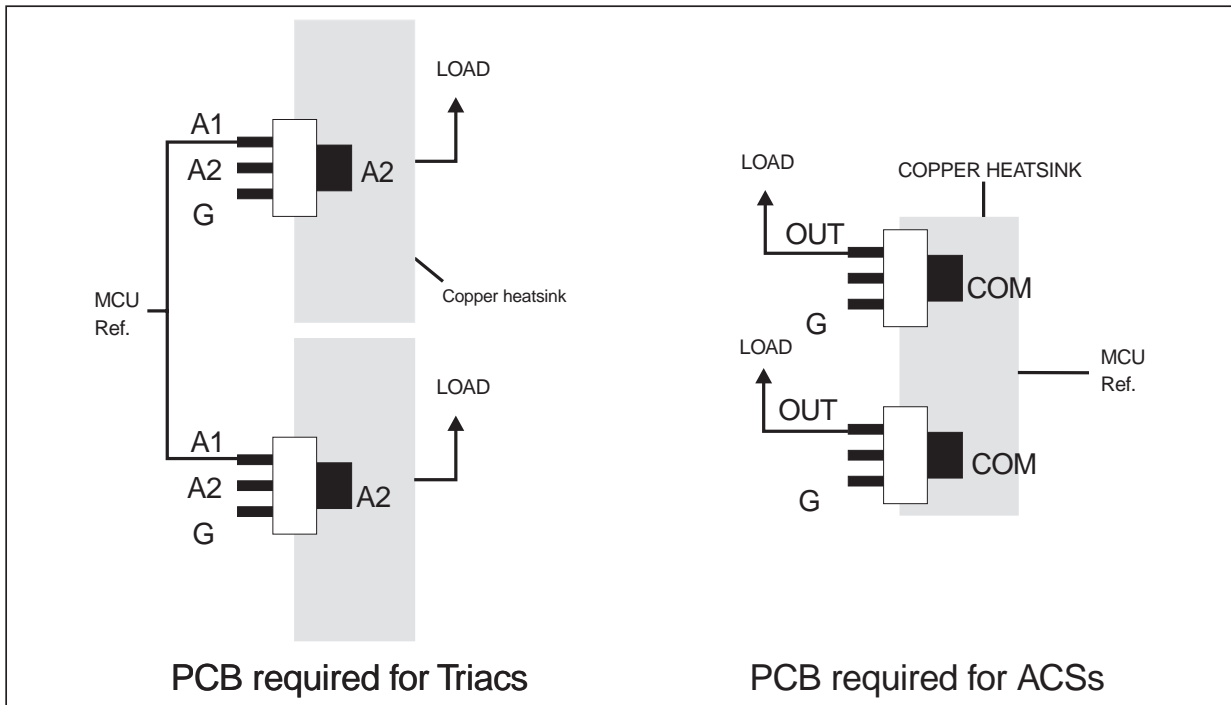 LOAD
A1
A2
A2
G
Copper heatsink
MCU
Ref.
LOAD
A1
A2
A2
G
PCB required for Triacs
COPPER HEATSINK
LOAD
OUT
COM
G
LOAD
MCU
Ref.
OUT
COM
G
PCB required for ACSs